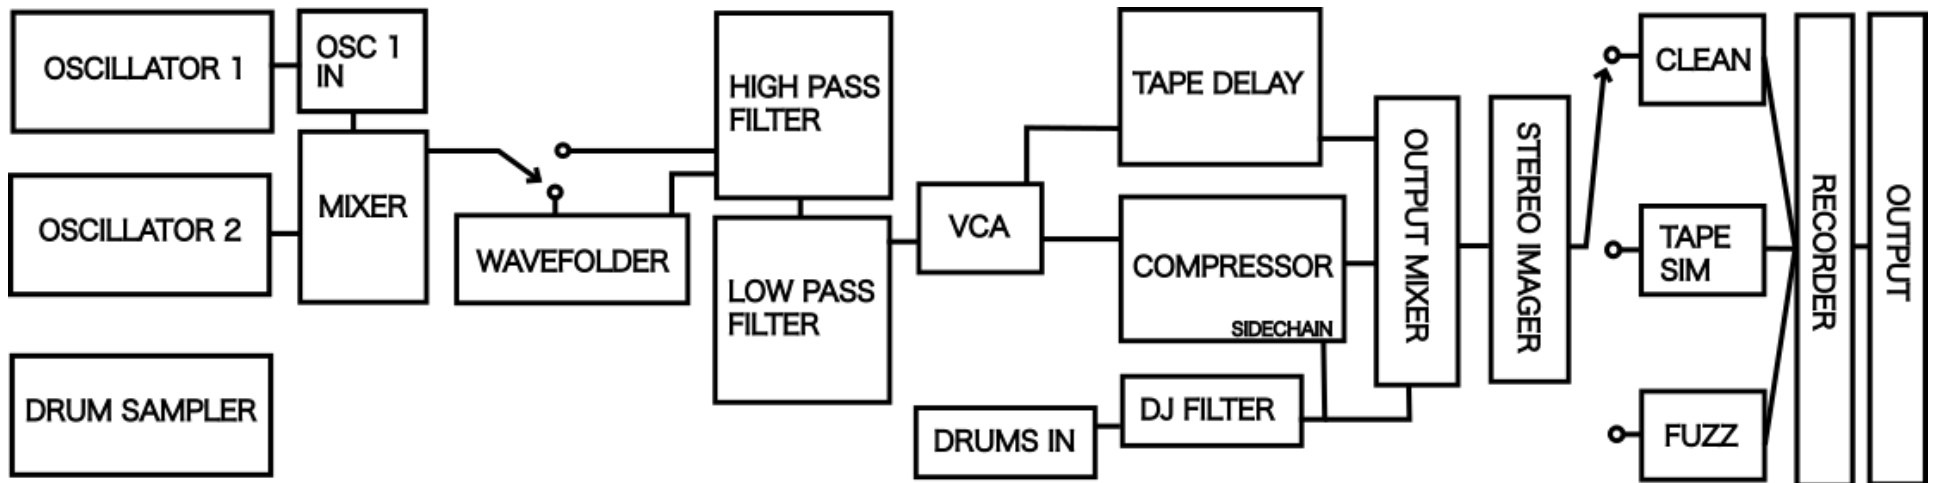 OSCILLATOR 1
OSC 1
IN
OSCILLATOR 2
MIXER
DRUM SAMPLER
WAVEFOLDER
HIGH PASS
FILTER
LOW PASS
FILTER
VCA
TAPE DELAY
COMPRESSOR
SIDECHAIN
DRUMS IN
DJ FILTER
OUTPUT MIXER
STEREO IMAGER
CLEAN
TAPE
SIM
FUZZ
RECORDER
OUTPUT